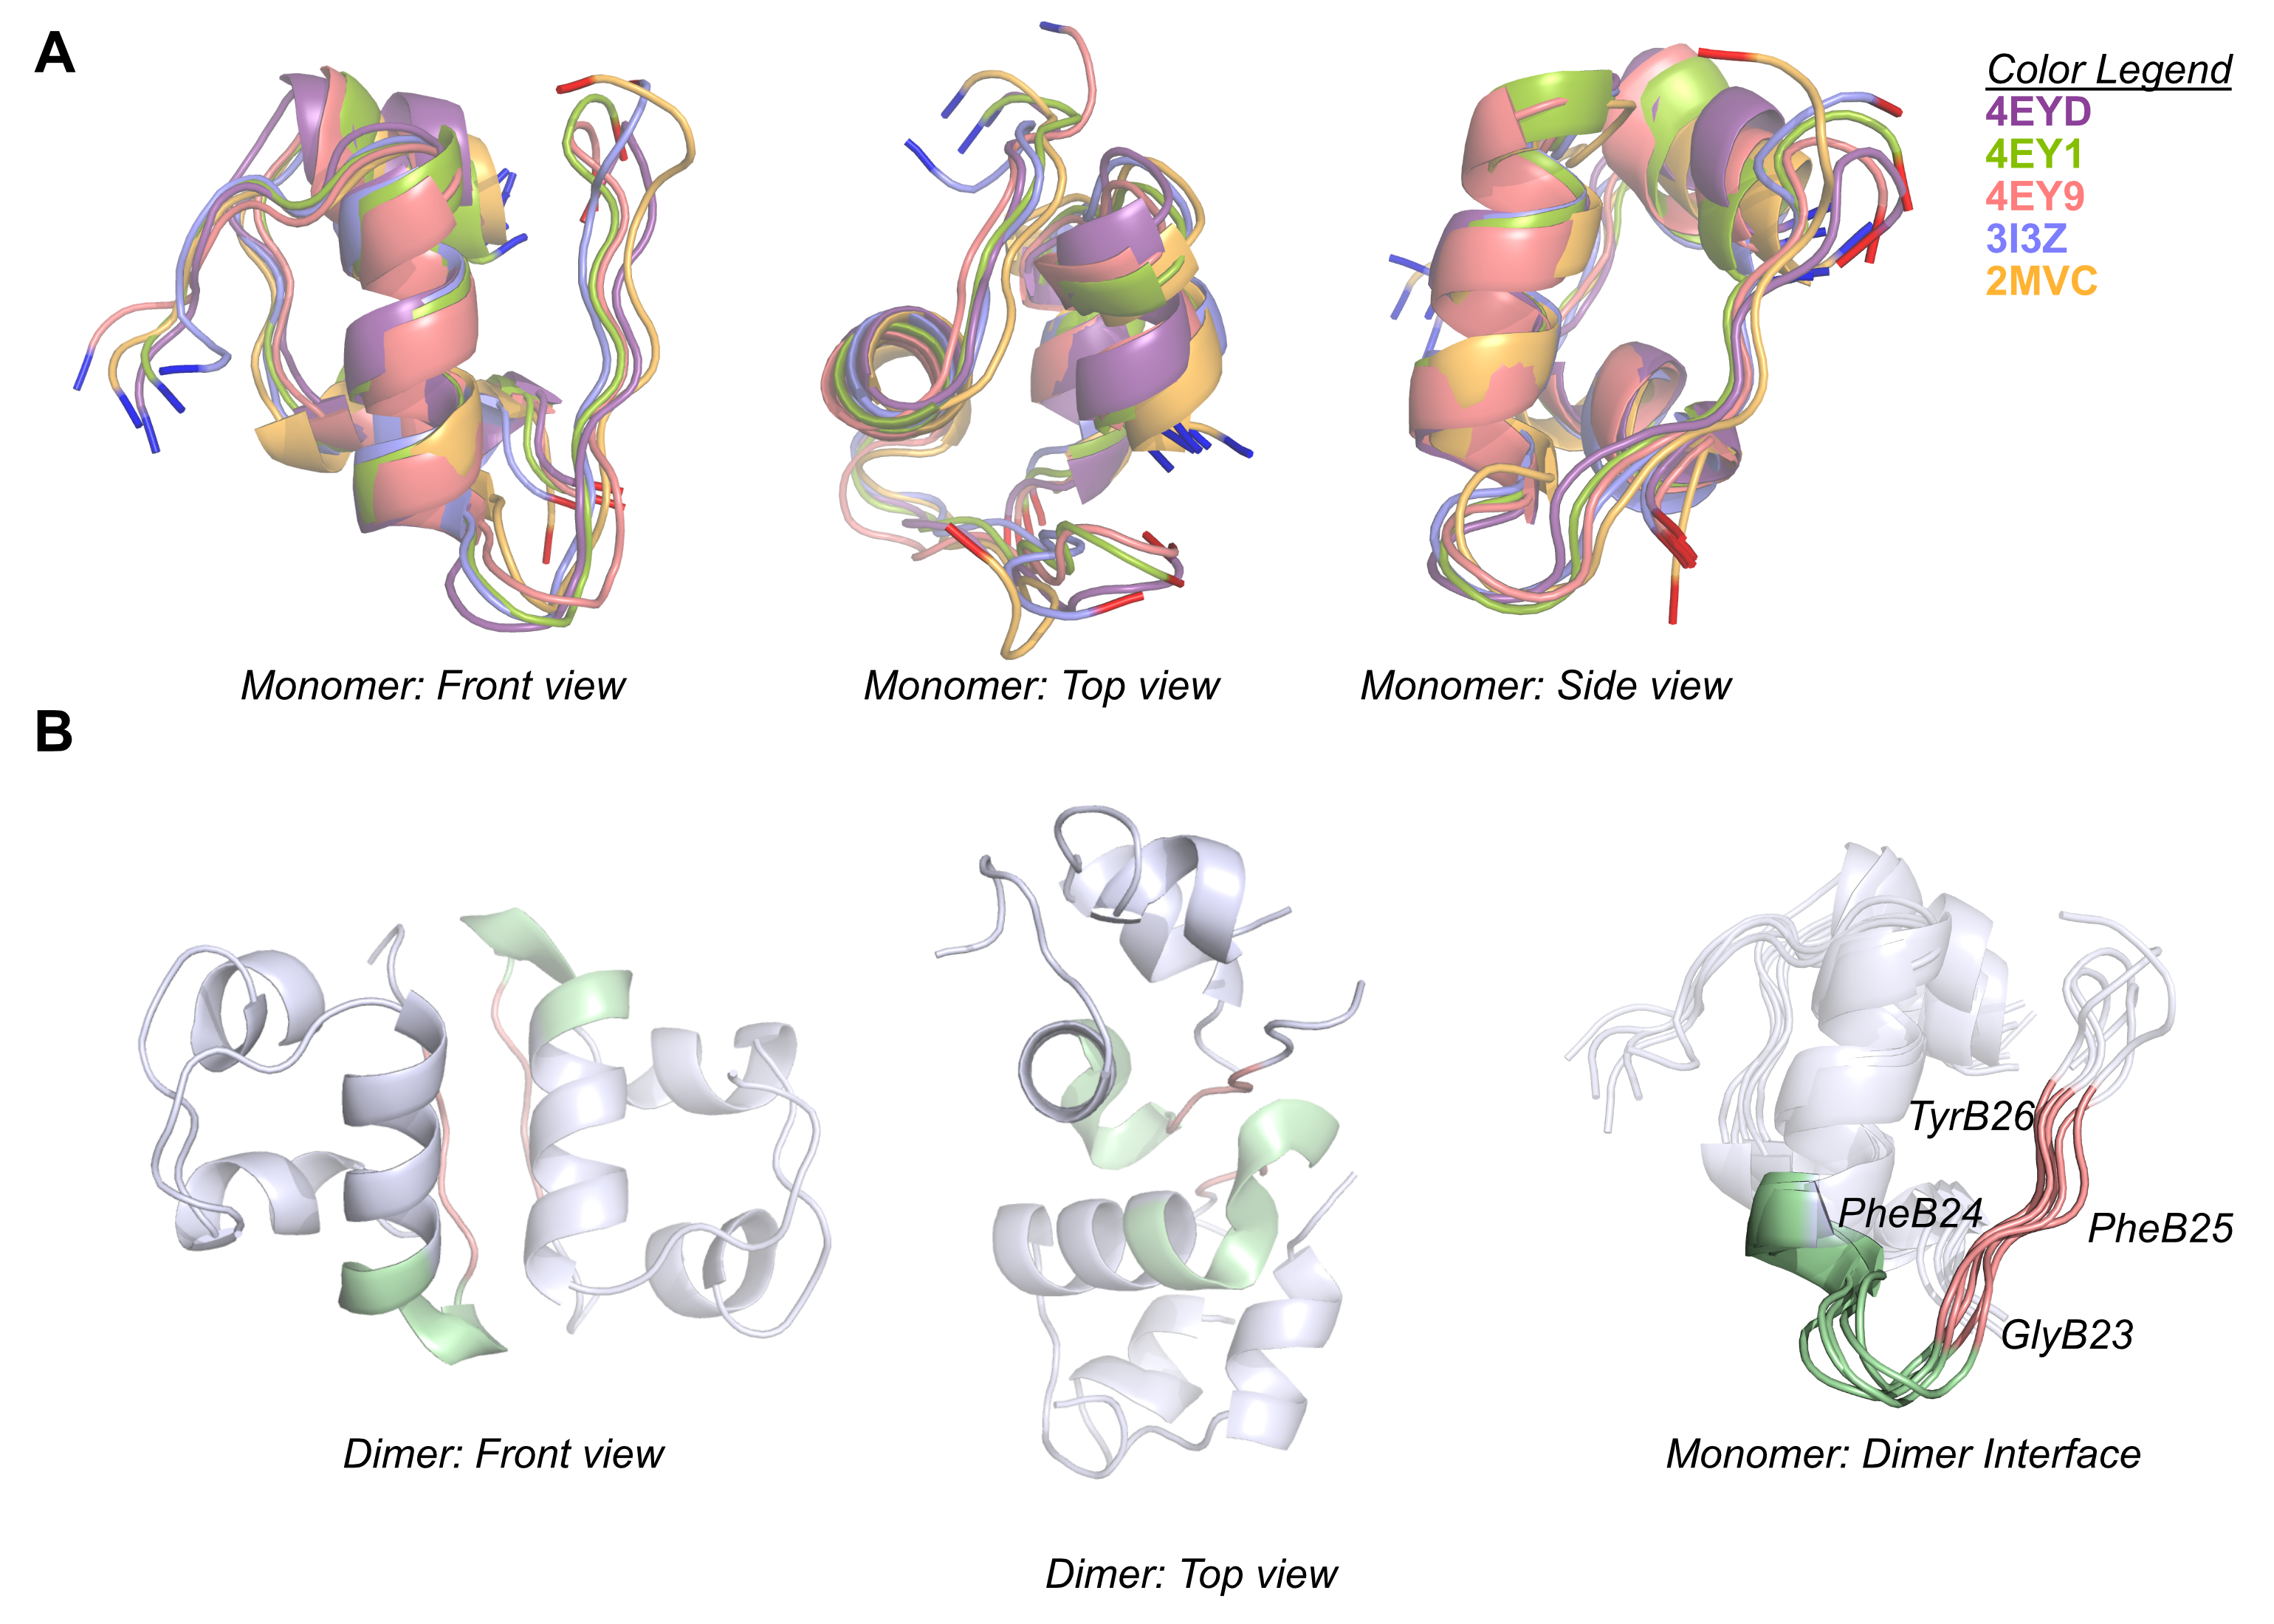 A
Color Legend
4EYD
4EY1
4EY9
3I3Z
2MVC
Monomer: Front view
Monomer: Top view
Monomer: Side view
B
TyrB26
PheB24
PheB25
GlyB23
Dimer: Front view
Monomer: Dimer Interface
Dimer: Top view